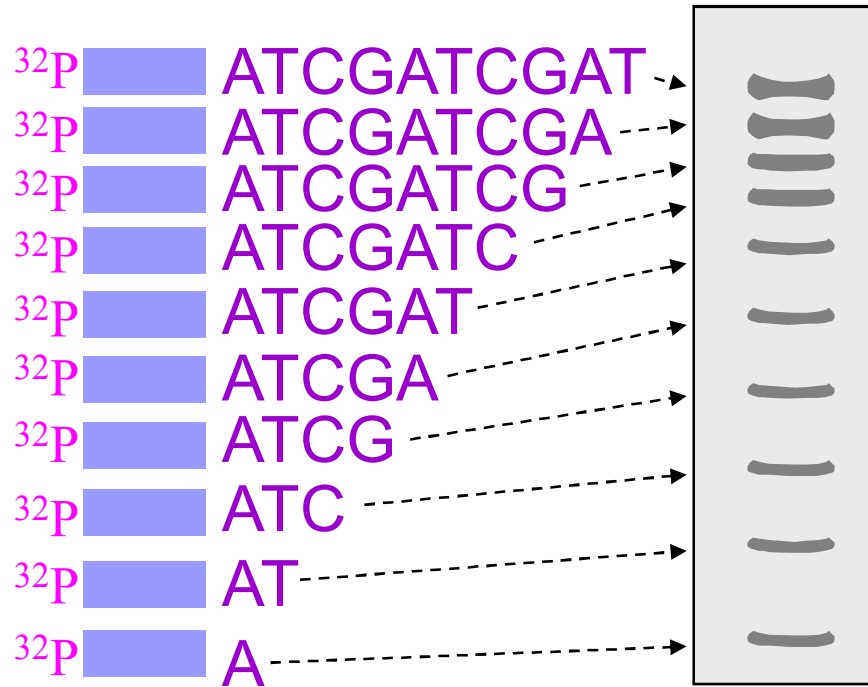 ³²P ATCGATCGAT
³²P ATCGATCGA
³²P ATCGATCG
³²P ATCGATC
³²P ATCGAT
³²P ATCGA
³²P ATCG
³²P ATC
³²P AT
³²P A